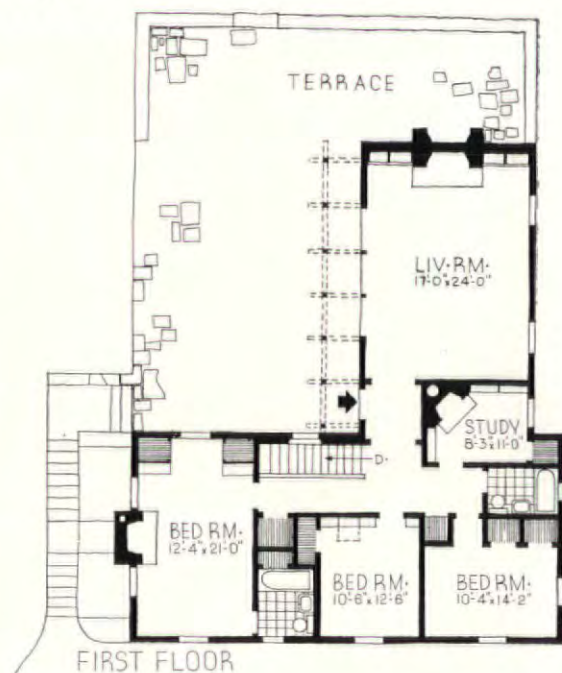 TERRACE
LIV·RM·
17'-0"x24'-0"
STUDY
8'-3"x11'-0"
D·
BED RM·
12'-4"x21'-0"
BED RM·
10'-6"x12'-6"
BED RM·
10'-4"x14'-2"
FIRST FLOOR